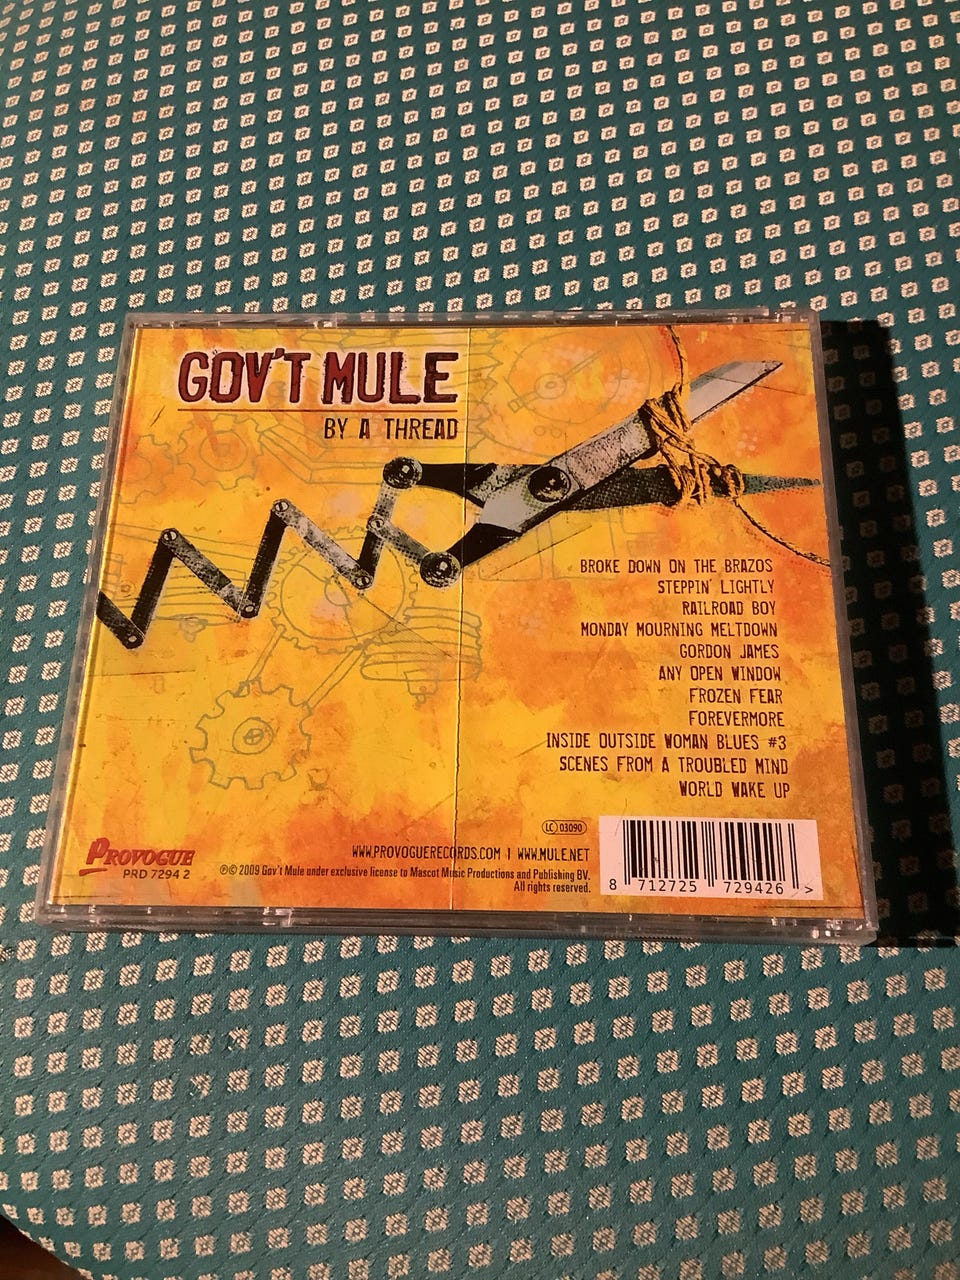 GOV'T MULE
BY A THREAD
BROKE DOWN ON THE BRAZOS
STEPPIN' LIGHTLY
RAILROAD BOY
MONDAY MOURNING MELTDOWN
GORDON JAMES
ANY OPEN WINDOW
FROZEN FEAR
FOREVERMORE
INSIDE OUTSIDE WOMAN BLUES #3
SCENES FROM A TROUBLED MIND
WORLD WAKE UP
LC 03090
PROVOGUE
PRD 7294 2
WWW.PROVOGUERECORDS.COM | WWW.MULE.NET
℗© 2009 Gov't Mule under exclusive license to Mascot Music Productions and Publishing BV.
All rights reserved.
8 712725 729426 >